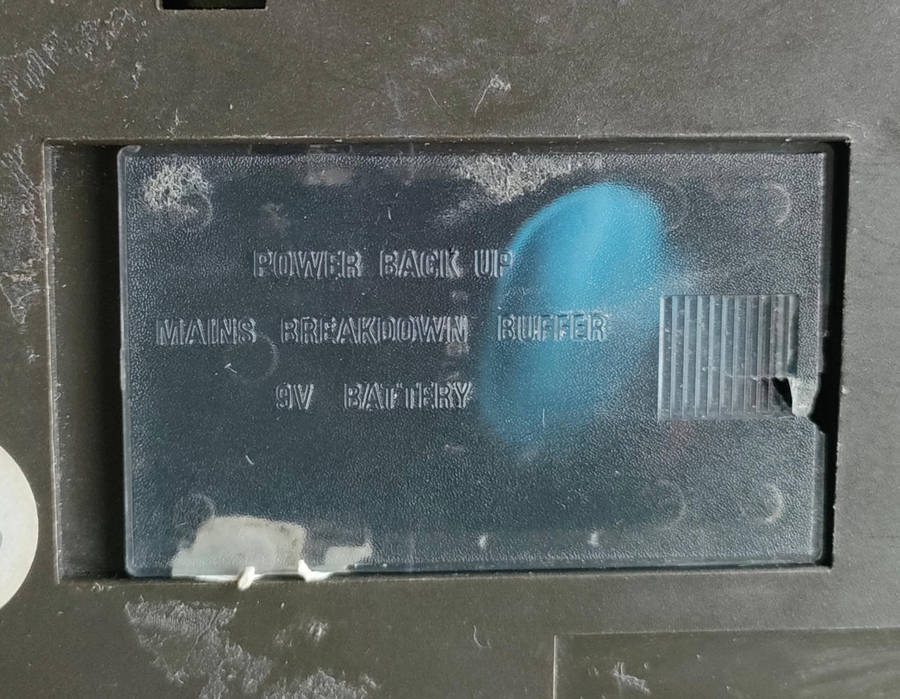 POWER BACK UP
MAINS BREAKDOWN BUFFER
9V BATTERY